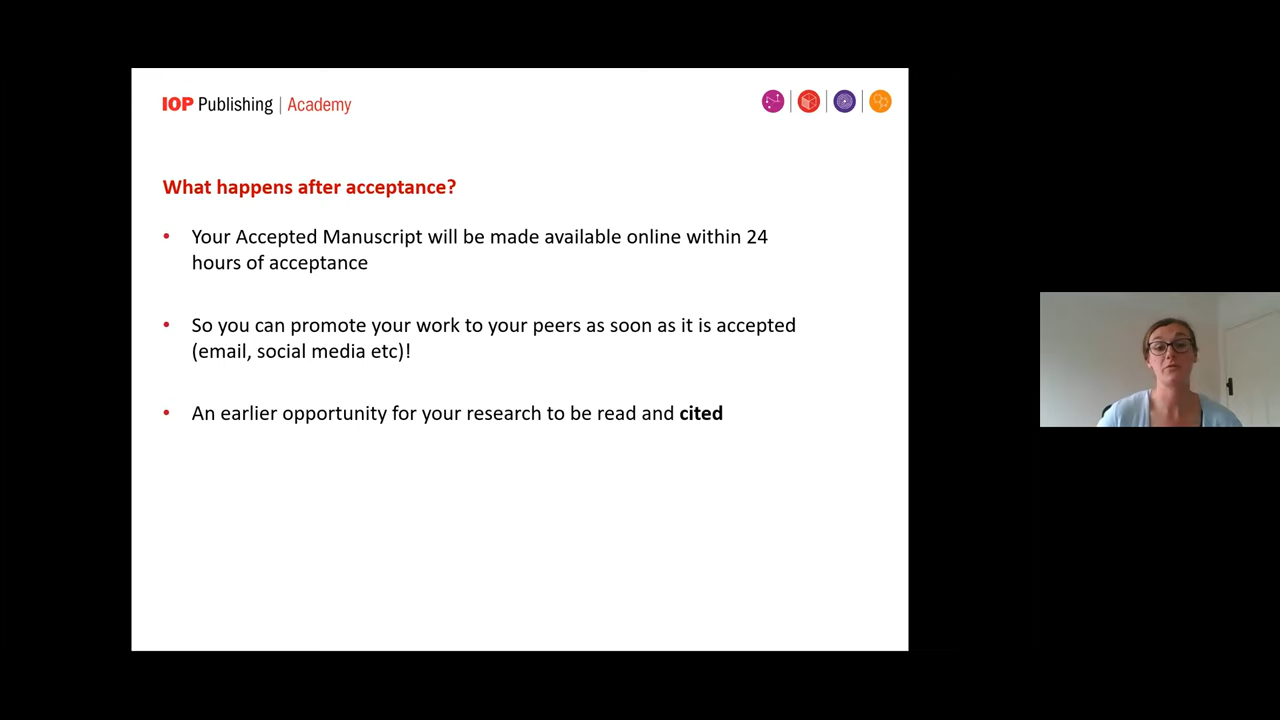 IOP Publishing | Academy
What happens after acceptance?
• Your Accepted Manuscript will be made available online within 24
hours of acceptance
• So you can promote your work to your peers as soon as it is accepted
(email, social media etc)!
• An earlier opportunity for your research to be read and cited